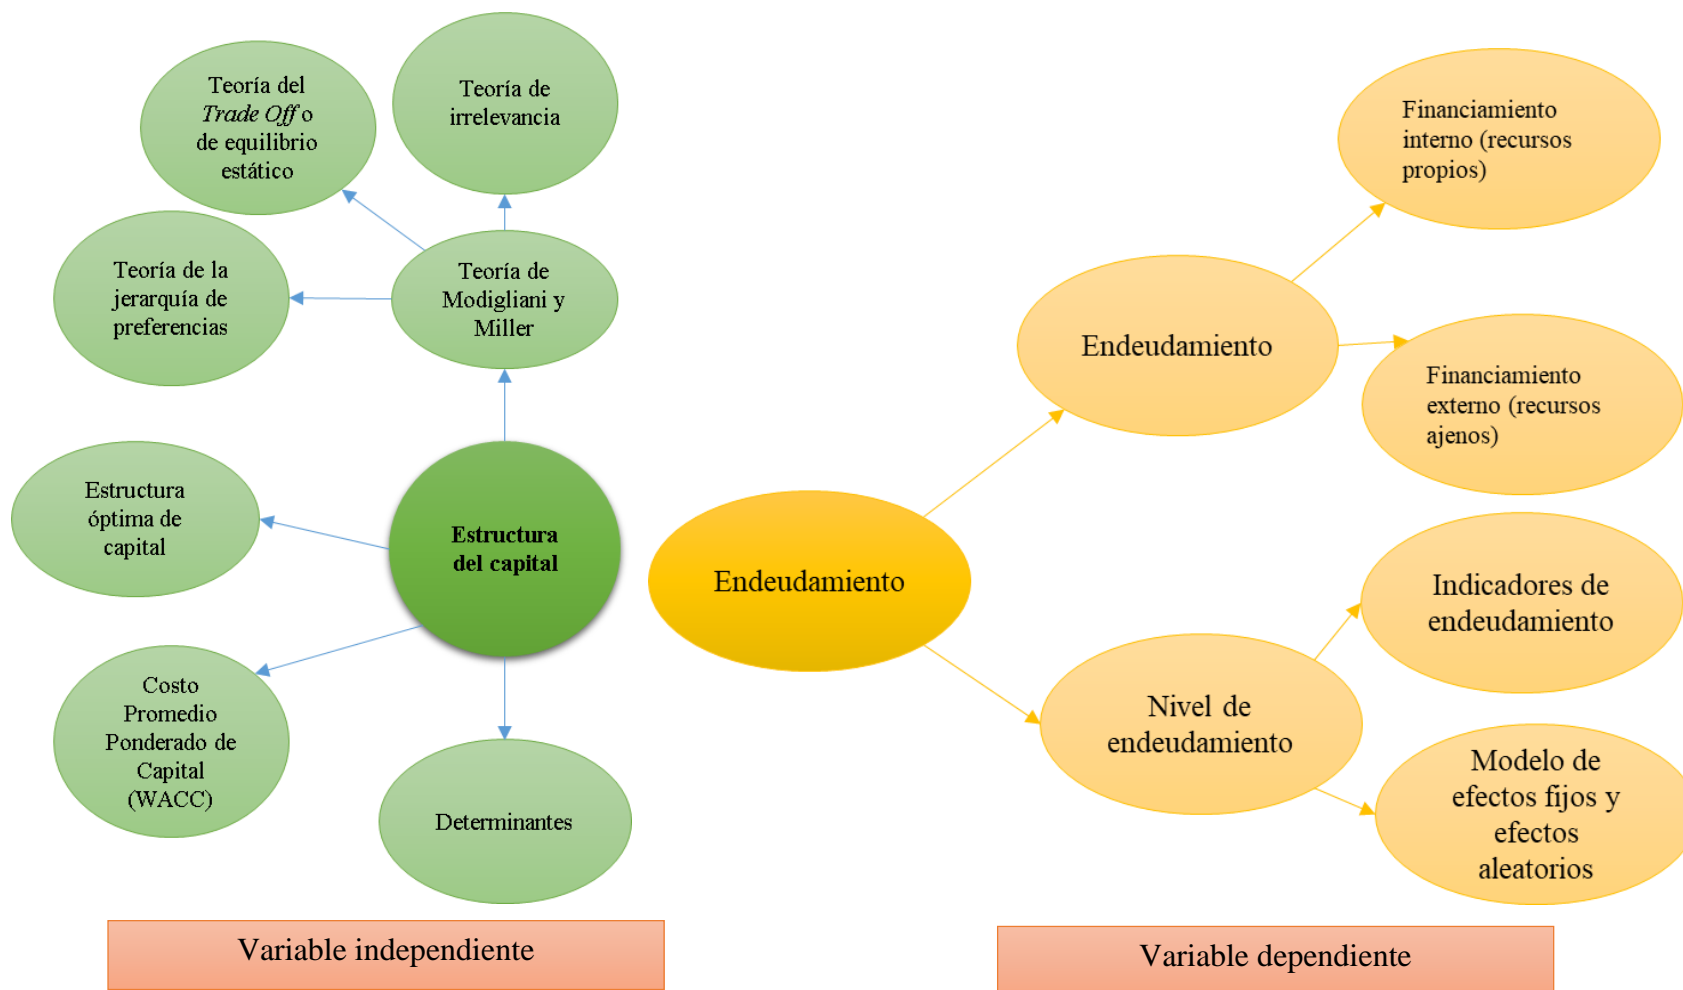 Teoría del
Trade Off o
de equilibrio
estático
Teoría de
irrelevancia
Teoría de la
jerarquía de
preferencias
Teoría de
Modigliani y
Miller
Estructura
óptima de
capital
Estructura
del capital
Costo
Promedio
Ponderado de
Capital
(WACC)
Determinantes
Variable independiente
Financiamiento
interno (recursos
propios)
Endeudamiento
Financiamiento
externo (recursos
ajenos)
Endeudamiento
Indicadores de
endeudamiento
Nivel de
endeudamiento
Modelo de
efectos fijos y
efectos
aleatorios
Variable dependiente